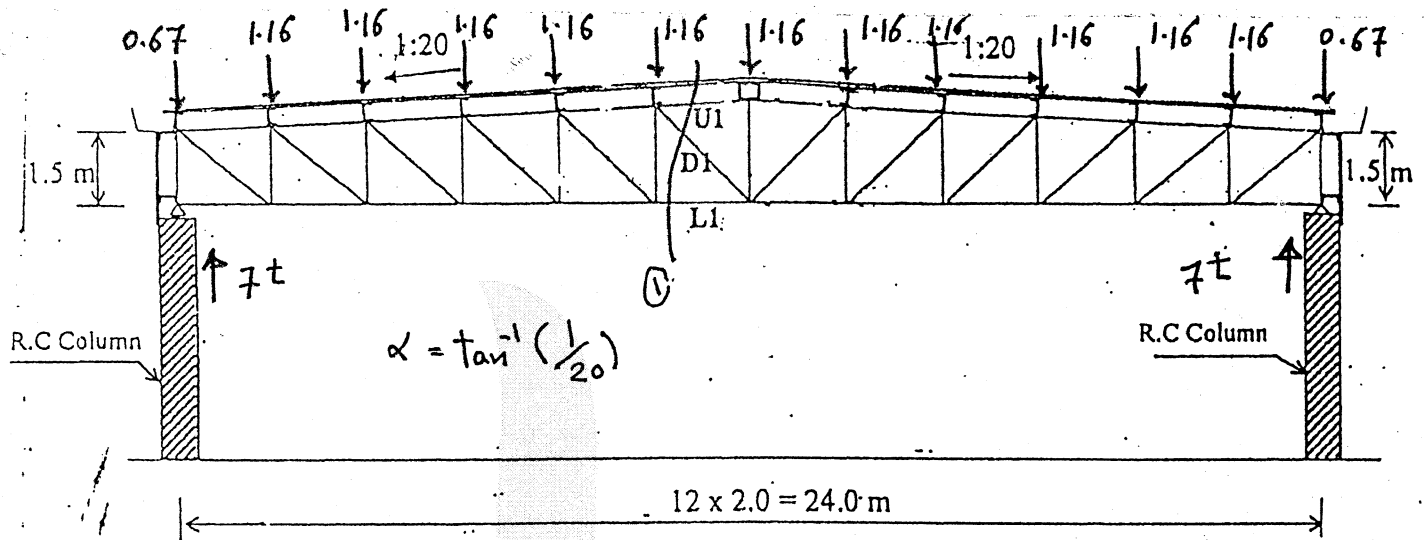 0.67 1.16 1.16 1.16 1.16 1.16 1.16 1.16 1.16 1.16 1.16 1.16 0.67
1:20 1:20
U1
1.5 m D1 1.5 m
L1
7t ① 7t
R.C Column R.C Column
α = tan⁻¹ (1/20)
12 x 2.0 = 24.0 m